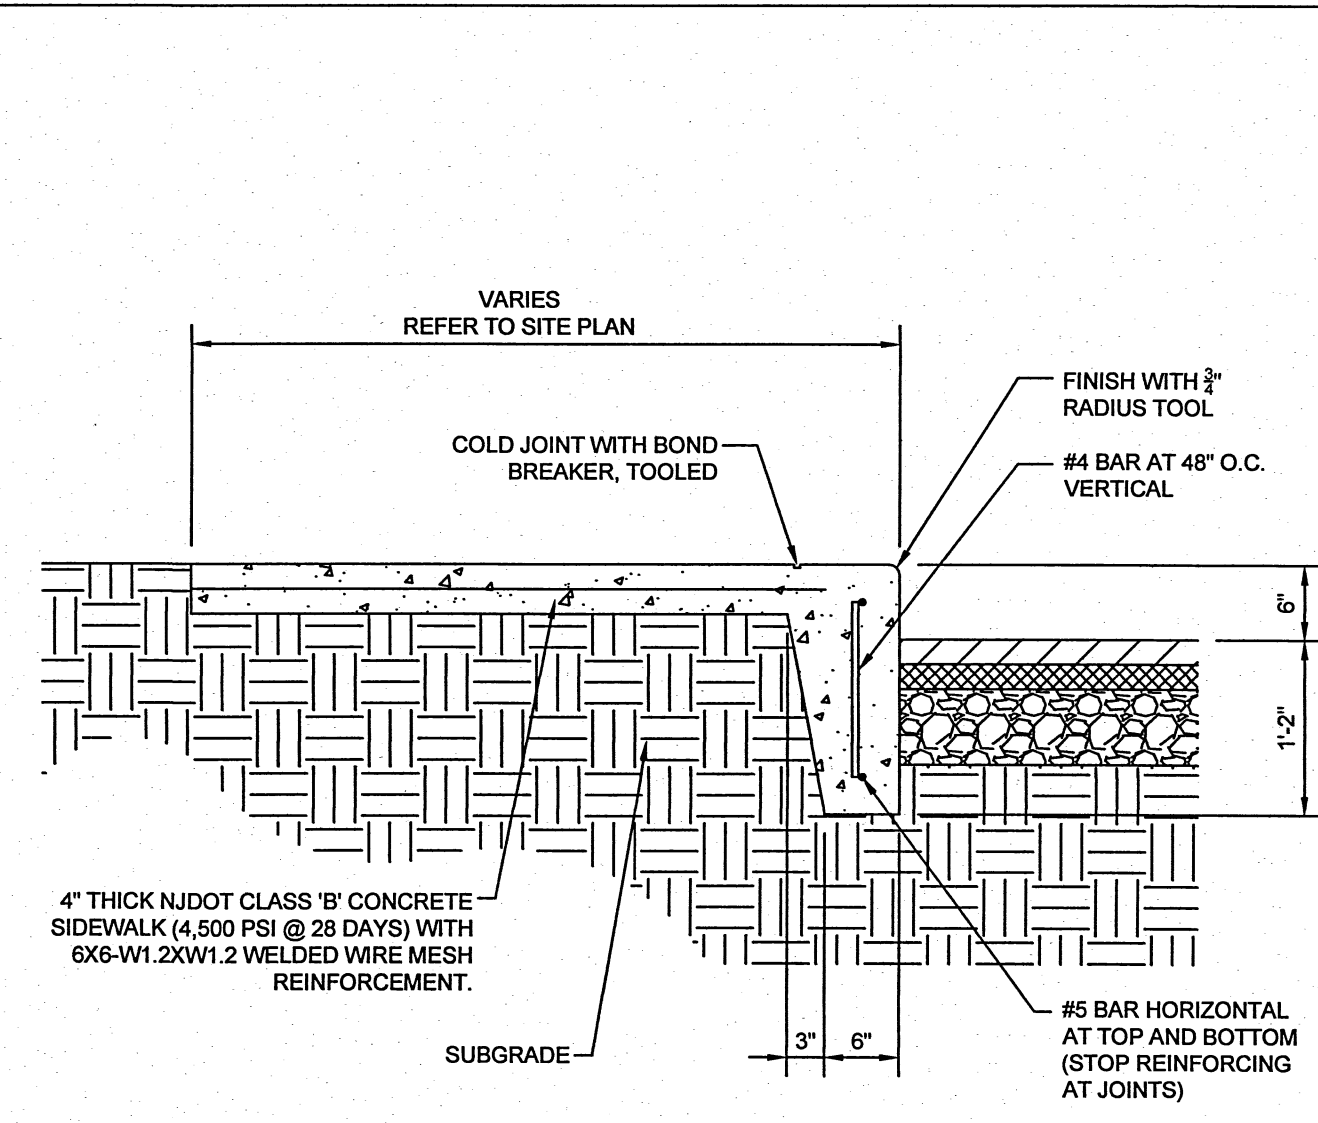 VARIES
REFER TO SITE PLAN
FINISH WITH 3/4"
RADIUS TOOL
COLD JOINT WITH BOND
BREAKER, TOOLED
#4 BAR AT 48" O.C.
VERTICAL
6"
1'-2"
4" THICK NJDOT CLASS 'B' CONCRETE
SIDEWALK (4,500 PSI @ 28 DAYS) WITH
6X6-W1.2XW1.2 WELDED WIRE MESH
REINFORCEMENT.
SUBGRADE
3"
6"
#5 BAR HORIZONTAL
AT TOP AND BOTTOM
(STOP REINFORCING
AT JOINTS)